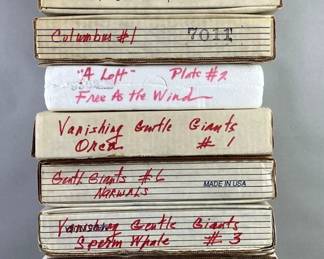 Columbus #1 7011
"A Loft" Plate #2
Free As the Wind
Vanishing Gentle Giants
Orca # 1
Gentle Giants #6
NARWALS MADE IN USA
Vanishing Gentle Giants
Sperm Whale # 3